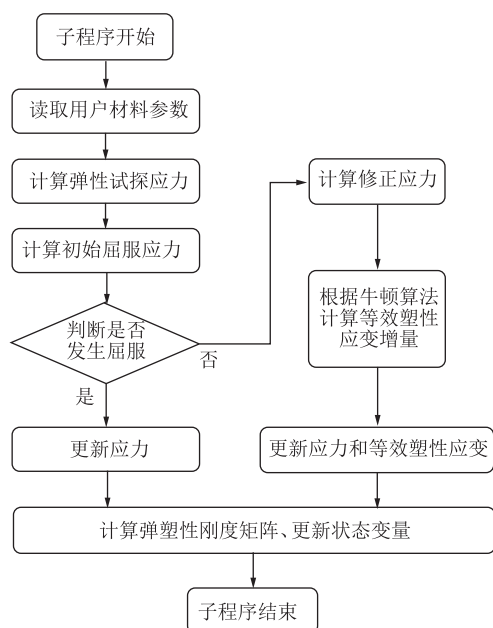 子程序开始
读取用户材料参数
计算弹性试探应力
计算初始屈服应力
判断是否
发生屈服
否
是
更新应力
计算修正应力
根据牛顿算法
计算等效塑性
应变增量
更新应力和等效塑性应变
计算弹塑性刚度矩阵、更新状态变量
子程序结束